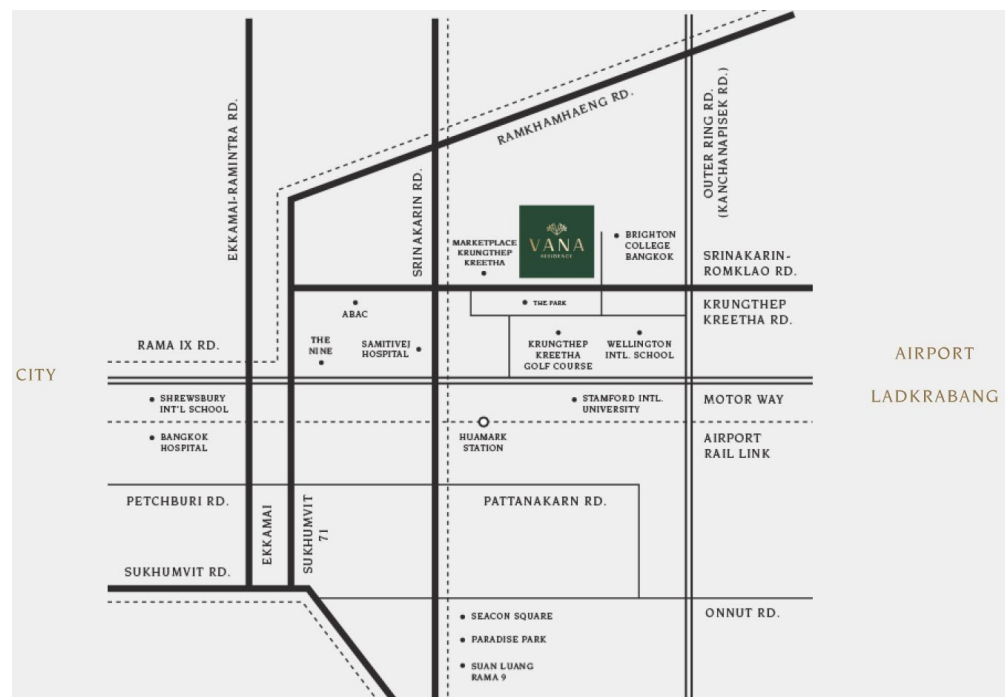 RAMKHAMHAENG RD.
EKKAMAI-RAMINTRA RD.
SRINAKARIN RD.
OUTER RING RD.
(KANCHANAPISEK RD.)
VANA
RESIDENCE
MARKETPLACE
KRUNGTHEP
KREETHA
BRIGHTON
COLLEGE
BANGKOK
SRINAKARIN-
ROMKLAO RD.
ABAC
THE PARK
KRUNGTHEP
KREETHA RD.
RAMA IX RD.
THE
NINE
SAMITIVEJ
HOSPITAL
KRUNGTHEP
KREETHA
GOLF COURSE
WELLINGTON
INTL. SCHOOL
CITY
AIRPORT
LADKRABANG
SHREWSBURY
INT'L SCHOOL
STAMFORD INTL.
UNIVERSITY
MOTOR WAY
BANGKOK
HOSPITAL
HUAMARK
STATION
AIRPORT
RAIL LINK
PETCHBURI RD.
EKKAMAI
SUKHUMVIT
71
PATTANAKARN RD.
SUKHUMVIT RD.
ONNUT RD.
SEACON SQUARE
PARADISE PARK
SUAN LUANG
RAMA 9